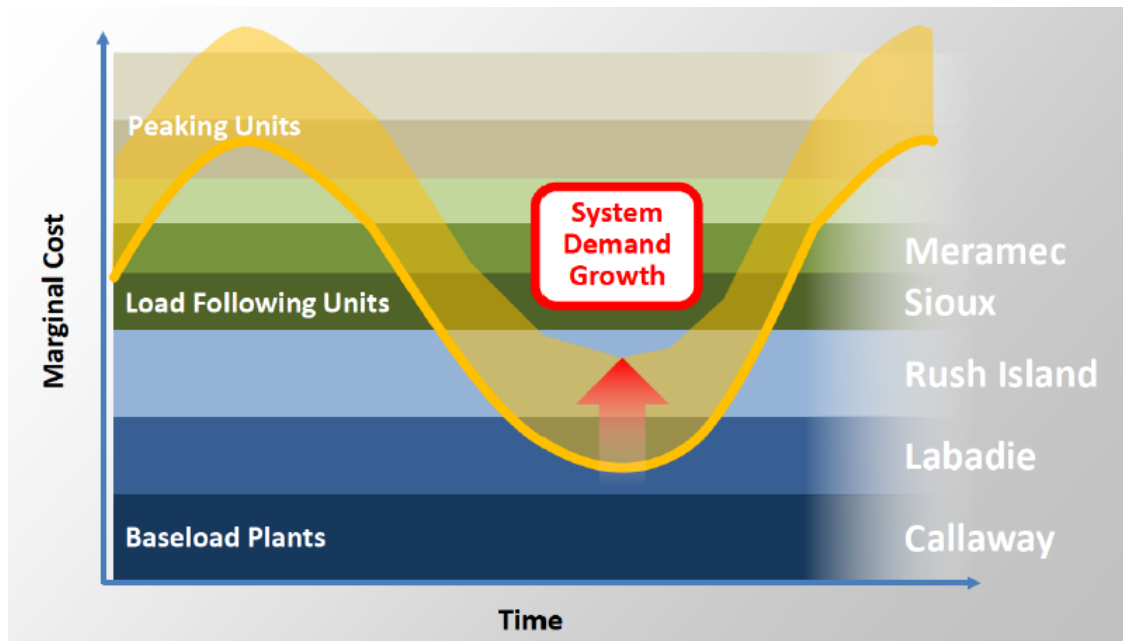 Peaking Units
System
Demand
Growth
Meramec
Load Following Units
Sioux
Rush Island
Labadie
Baseload Plants
Callaway
Marginal Cost
Time